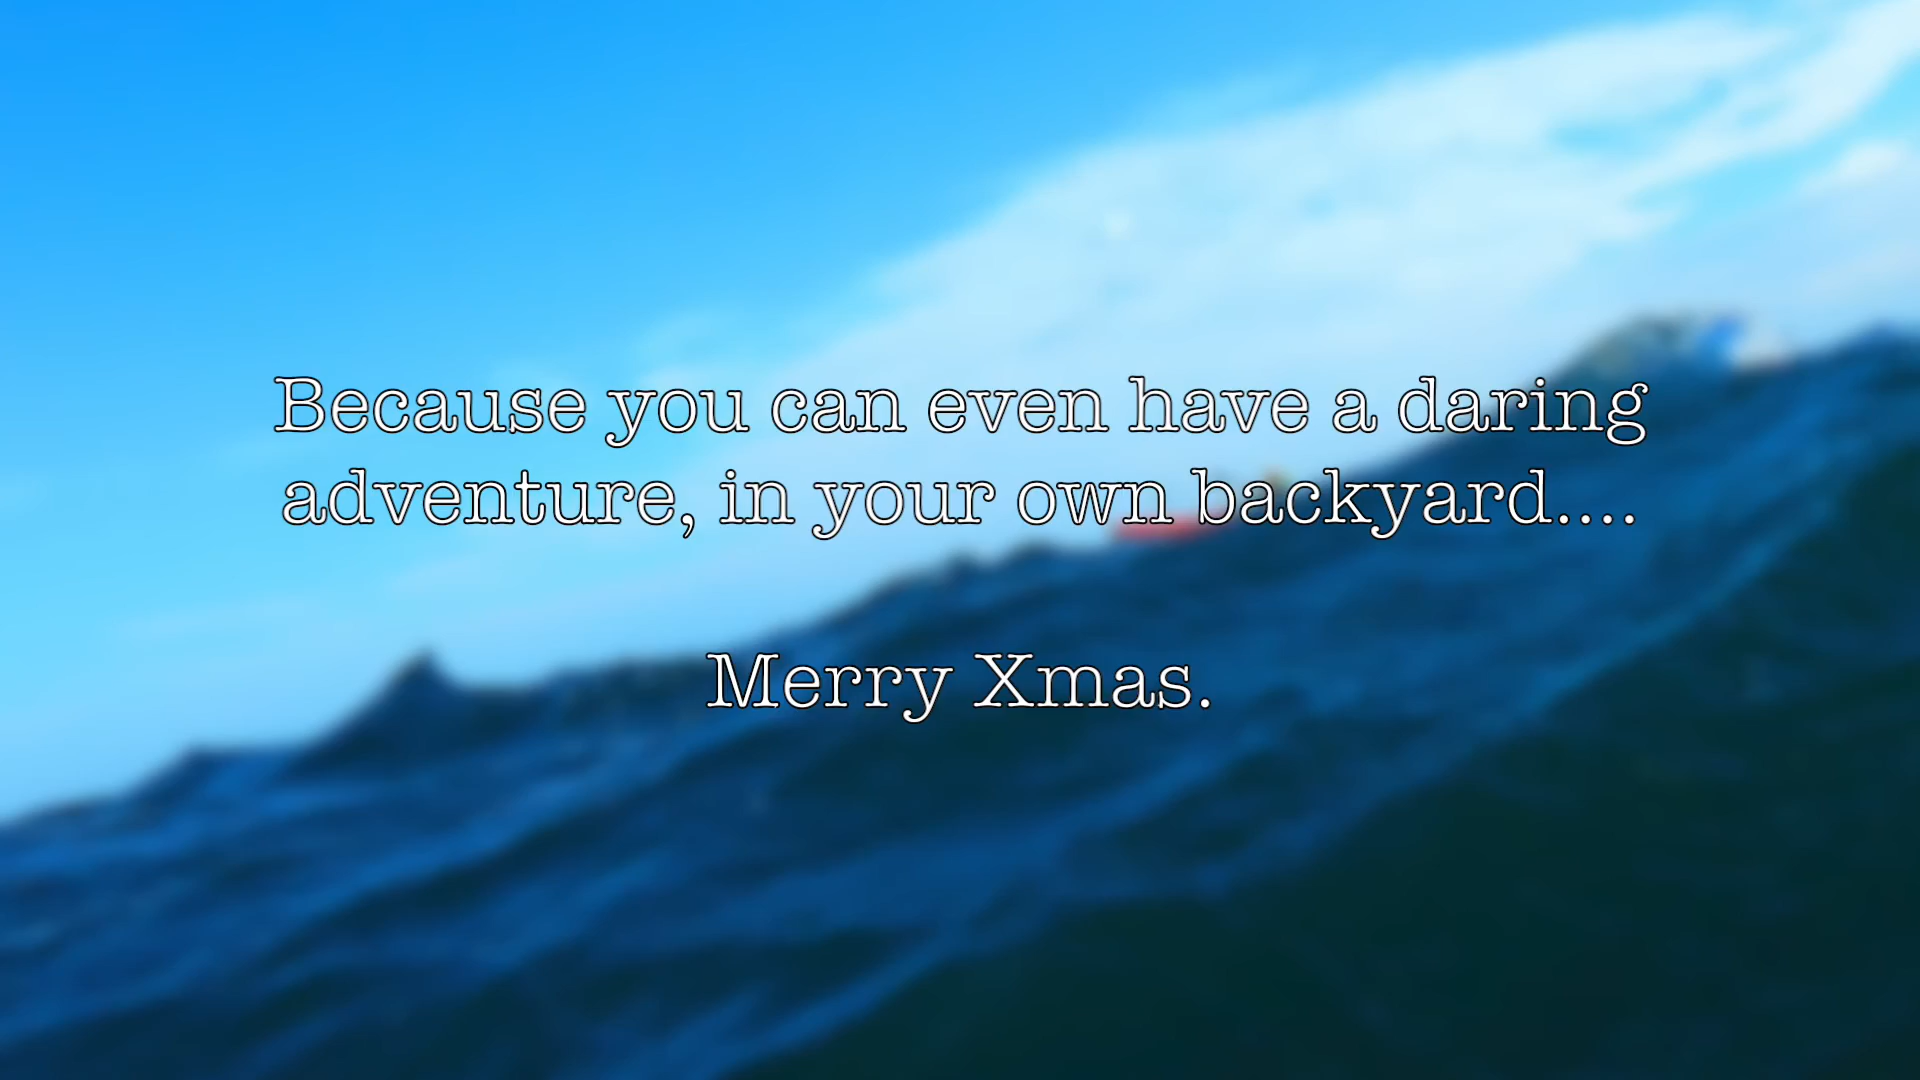 Because you can even have a daring
adventure, in your own backyard....
Merry Xmas.